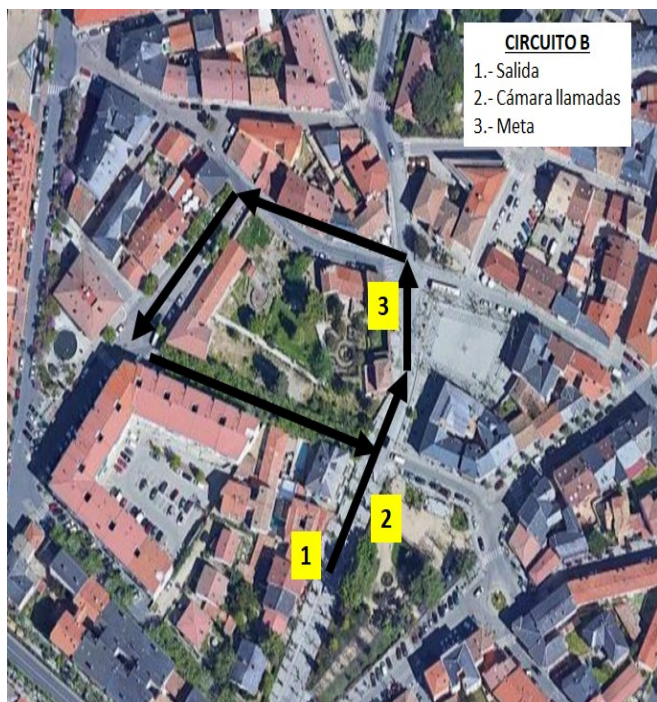 CIRCUITO B
1.- Salida
2.- Cámara llamadas
3.- Meta
3
2
1